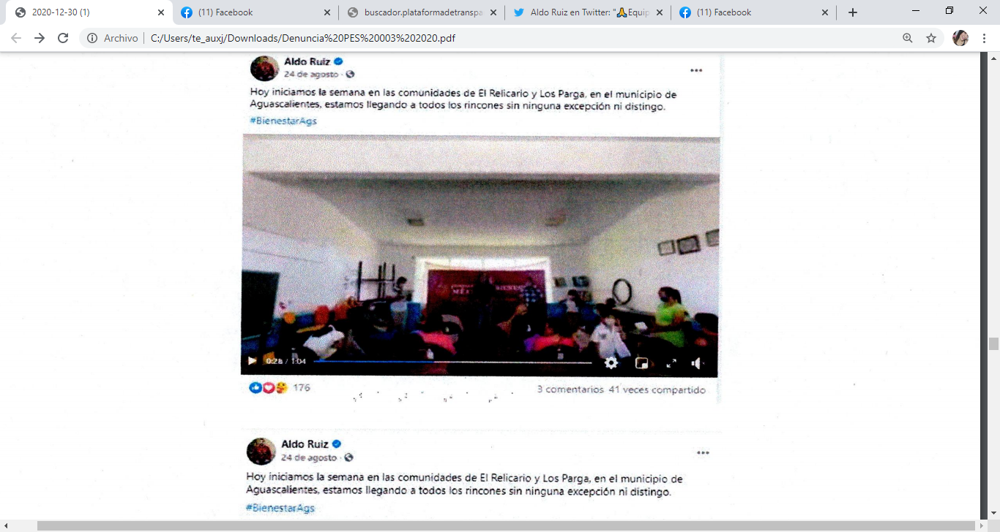 2020-12-30 (1)
(11) Facebook
buscador.plataformadetranspa
Aldo Ruiz en Twitter: "🙏Equip
(11) Facebook
Archivo
C:/Users/te_auxj/Downloads/Denuncia%20PES%20003%202020.pdf
Aldo Ruiz
24 de agosto
Hoy iniciamos la semana en las comunidades de El Relicario y Los Parga, en el municipio de
Aguascalientes, estamos llegando a todos los rincones sin ninguna excepción ni distingo.
#BienestarAgs
0:28 / 1:04
176
3 comentarios 41 veces compartido
Aldo Ruiz
24 de agosto
Hoy iniciamos la semana en las comunidades de El Relicario y Los Parga, en el municipio de
Aguascalientes, estamos llegando a todos los rincones sin ninguna excepción ni distingo.
#BienestarAgs